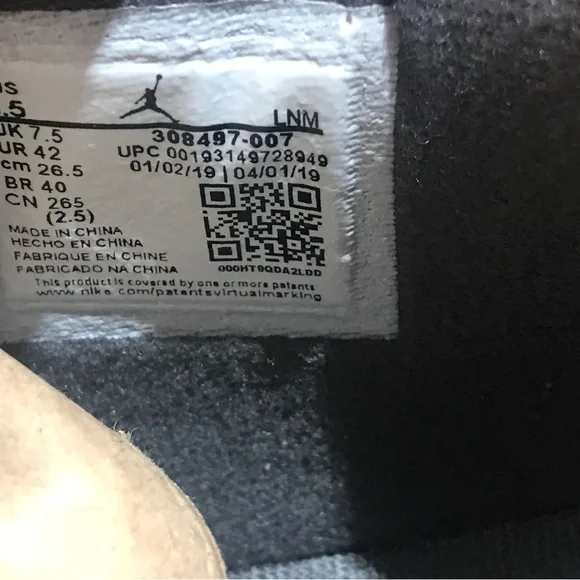 US
.5
LNM
UK 7.5
308497-007
EUR 42
UPC 00193149728949
cm 26.5
01/02/19 | 04/01/19
BR 40
CN 265
(2.5)
MADE IN CHINA
HECHO EN CHINA
FABRIQUE EN CHINE
FABRICADO NA CHINA
000HT9QDA2LDD
This product is covered by one or more patents
www.nike.com/patentsvirtualmarking